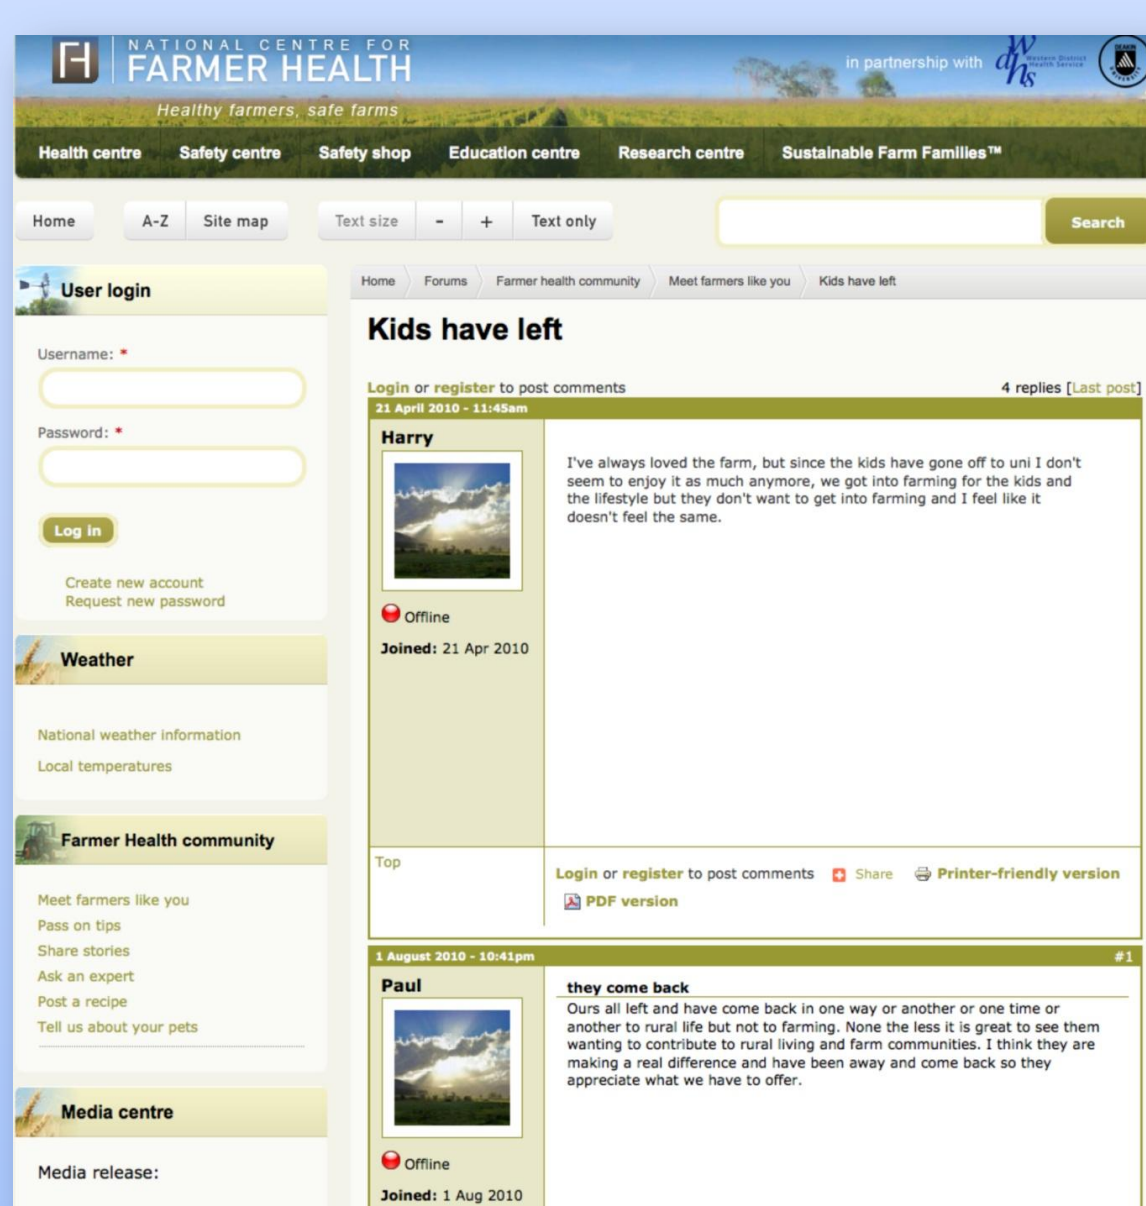 NATIONAL CENTRE FOR
FARMER HEALTH
Healthy farmers, safe farms
in partnership with
wdhs Western District
Health Service
DEAKIN
UNIVERSITY
Health centre Safety centre Safety shop Education centre Research centre Sustainable Farm Families™
Home A-Z Site map Text size - + Text only Search
User login
Username: *
Password: *
Log in
Create new account
Request new password
Weather
National weather information
Local temperatures
Farmer Health community
Meet farmers like you
Pass on tips
Share stories
Ask an expert
Post a recipe
Tell us about your pets
Media centre
Media release:
Home Forums Farmer health community Meet farmers like you Kids have left
Kids have left
Login or register to post comments 4 replies [Last post]
21 April 2010 - 11:45am
Harry
Offline
Joined: 21 Apr 2010
I've always loved the farm, but since the kids have gone off to uni I don't
seem to enjoy it as much anymore, we got into farming for the kids and
the lifestyle but they don't want to get into farming and I feel like it
doesn't feel the same.
Top
Login or register to post comments Share Printer-friendly version
PDF version
1 August 2010 - 10:41pm #1
Paul
Offline
Joined: 1 Aug 2010
they come back
Ours all left and have come back in one way or another or one time or
another to rural life but not to farming. None the less it is great to see them
wanting to contribute to rural living and farm communities. I think they are
making a real difference and have been away and come back so they
appreciate what we have to offer.